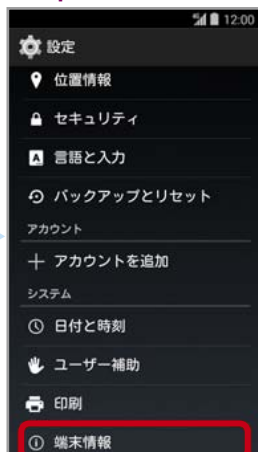 12:00
設定
位置情報
セキュリティ
A 言語と入力
バックアップとリセット
アカウント
アカウントを追加
システム
日付と時刻
ユーザー補助
印刷
端末情報